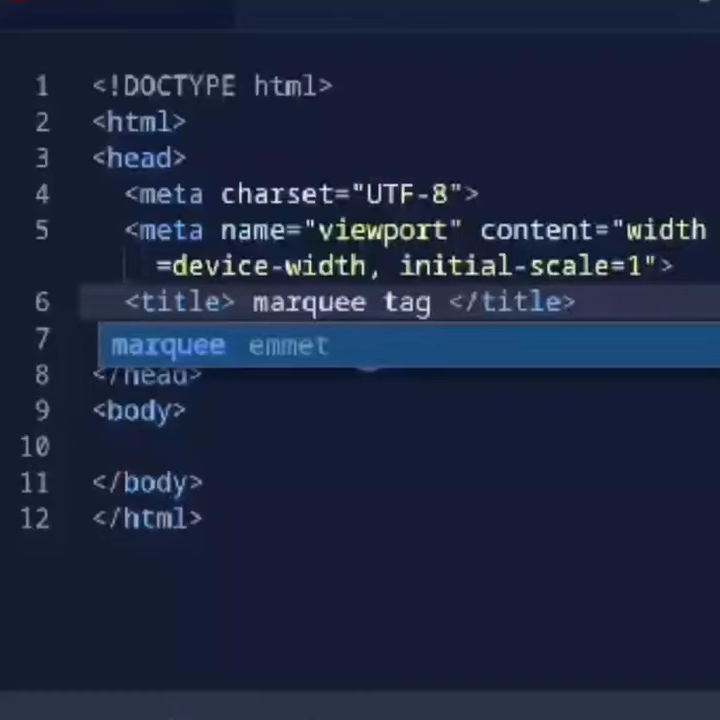 1 <!DOCTYPE html>
2 <html>
3 <head>
4 <meta charset="UTF-8">
5 <meta name="viewport" content="width
=device-width, initial-scale=1">
6 <title> marquee tag </title>
7
marquee emmet
8 </head>
9 <body>
10
11 </body>
12 </html>